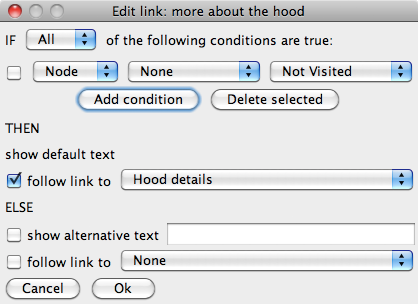 Edit link: more about the hood
IF All of the following conditions are true:
Node None Not Visited
Add condition Delete selected
THEN
show default text
follow link to Hood details
ELSE
show alternative text
follow link to None
Cancel Ok